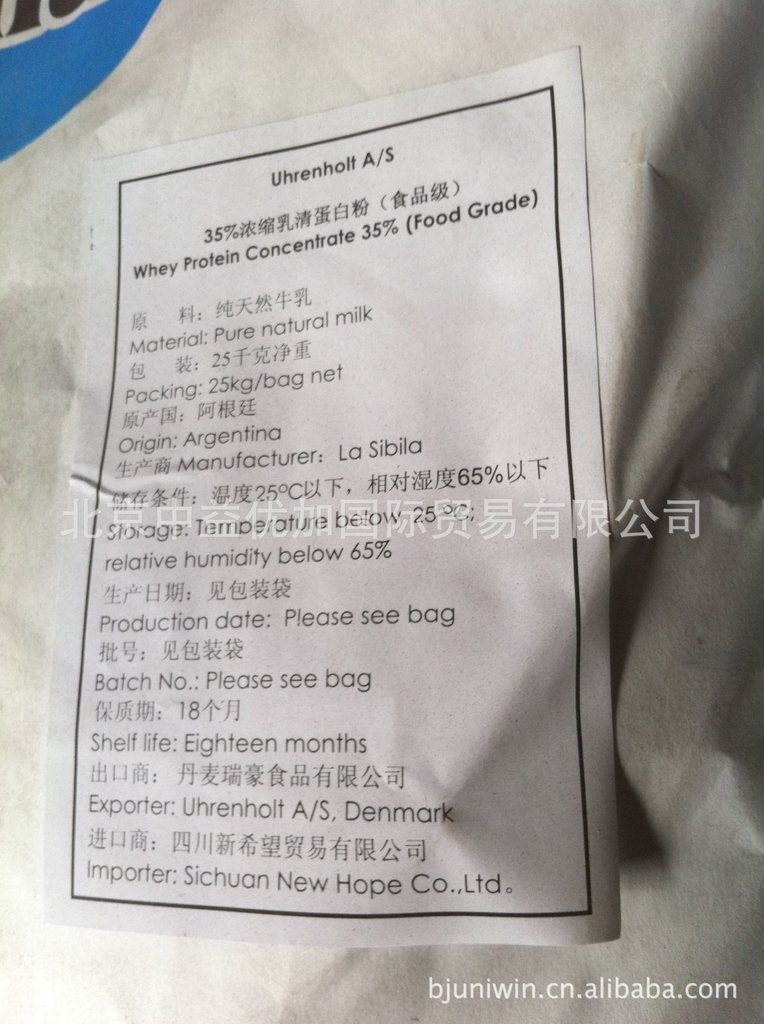 Uhrenholt A/S
35%浓缩乳清蛋白粉（食品级）
Whey Protein Concentrate 35% (Food Grade)
原 料：纯天然牛乳
Material: Pure natural milk
包 装：25千克净重
Packing: 25kg/bag net
原产国：阿根廷
Origin: Argentina
生产商 Manufacturer：La Sibila
储存条件：温度25°C以下，相对湿度65%以下
Storage: Temperature below 25 °C;
北京中益优加国际贸易有限公司
relative humidity below 65%
生产日期：见包装袋
Production date: Please see bag
批号：见包装袋
Batch No.: Please see bag
保质期：18个月
Shelf life: Eighteen months
出口商：丹麦瑞豪食品有限公司
Exporter: Uhrenholt A/S, Denmark
进口商：四川新希望贸易有限公司
Importer: Sichuan New Hope Co.,Ltd。
bjuniwin.cn.alibaba.com